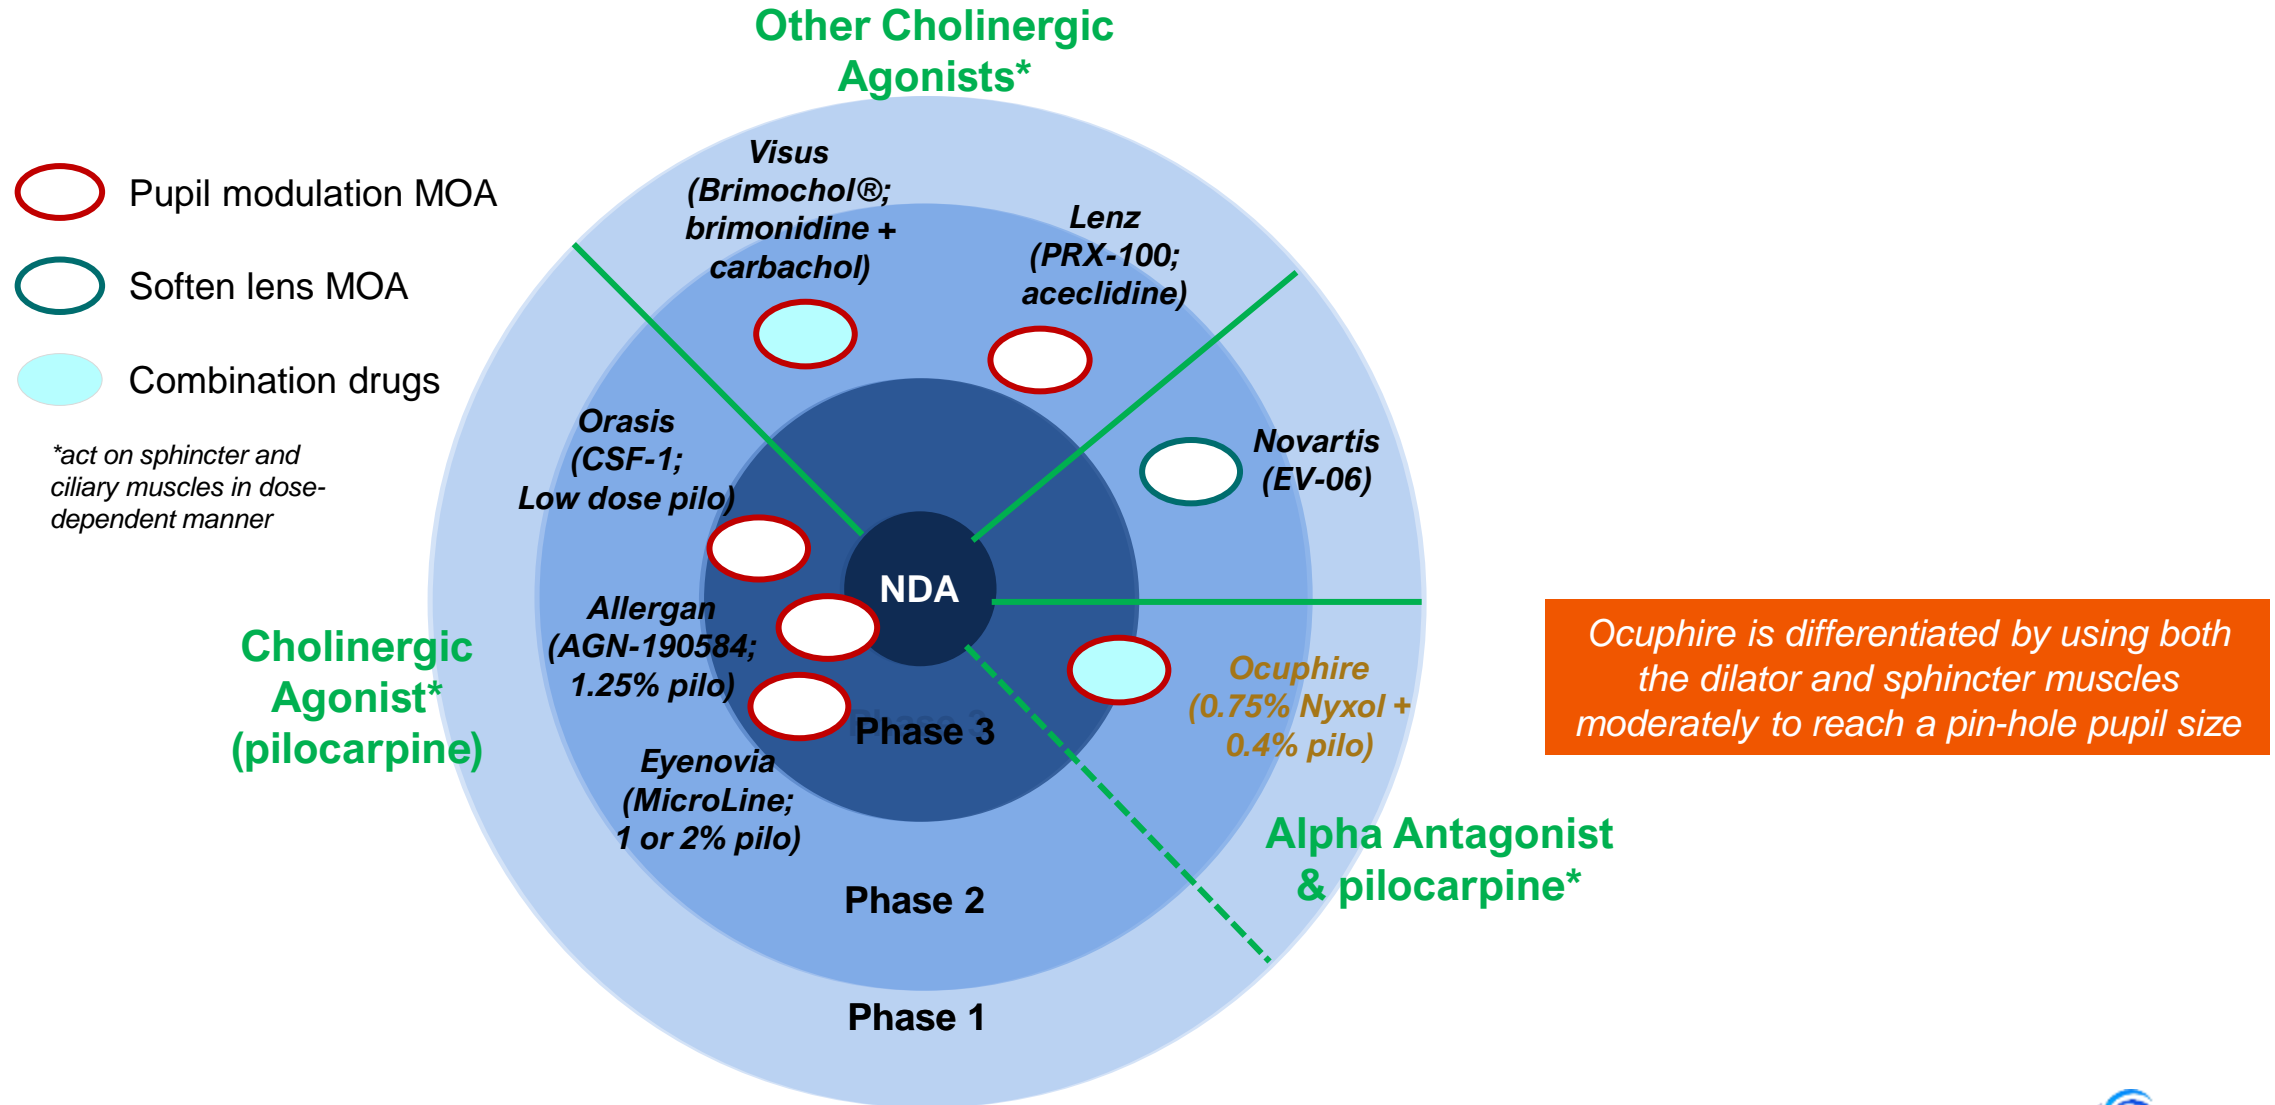 Other Cholinergic
Agonists*
Pupil modulation MOA
Soften lens MOA
Combination drugs
*act on sphincter and
ciliary muscles in dose-
dependent manner
Visus
(Brimochol®;
brimonidine +
carbachol)
Lenz
(PRX-100;
aceclidine)
Novartis
(EV-06)
Orasis
(CSF-1;
Low dose pilo)
NDA
Allergan
(AGN-190584;
1.25% pilo)
Cholinergic
Agonist*
(pilocarpine)
Ocuphire
(0.75% Nyxol +
0.4% pilo)
Ocuphire is differentiated by using both
the dilator and sphincter muscles
moderately to reach a pin-hole pupil size
Phase 3
Phase 3
Eyenovia
(MicroLine;
1 or 2% pilo)
Alpha Antagonist
& pilocarpine*
Phase 2
Phase 1